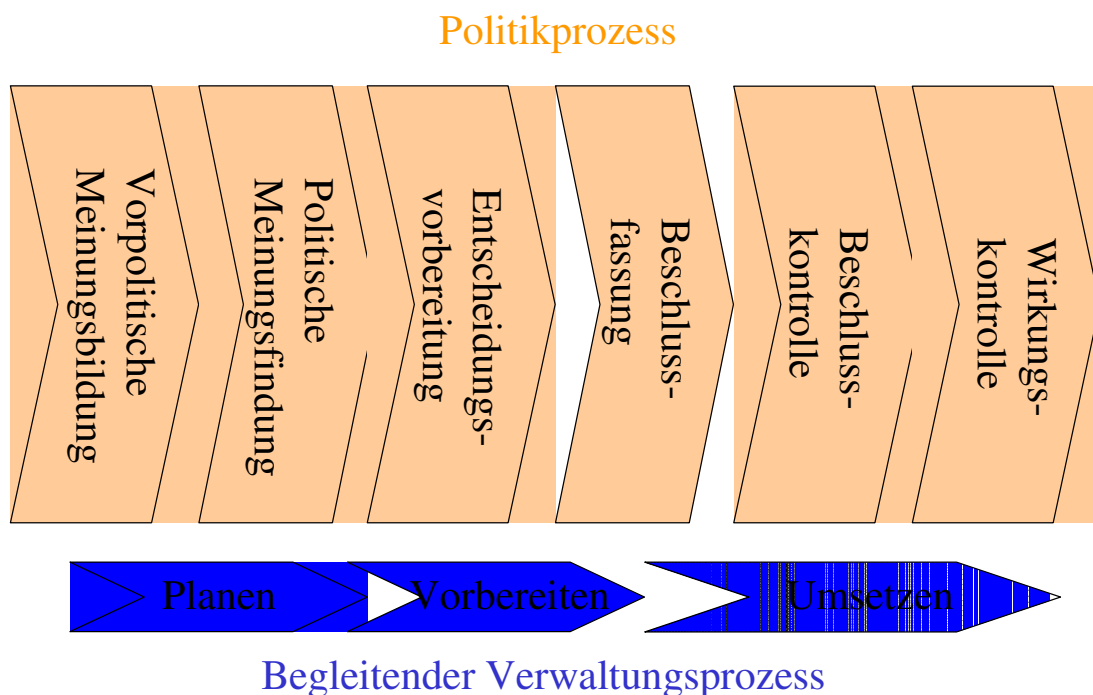 Politikprozess
Vorpolitische
Meinungsbildung
Politische
Meinungsfindung
Entscheidungs-
vorbereitung
Beschluss-
fassung
Beschluss-
kontrolle
Wirkungs-
kontrolle
Planen
Vorbereiten
Umsetzen
Begleitender Verwaltungsprozess